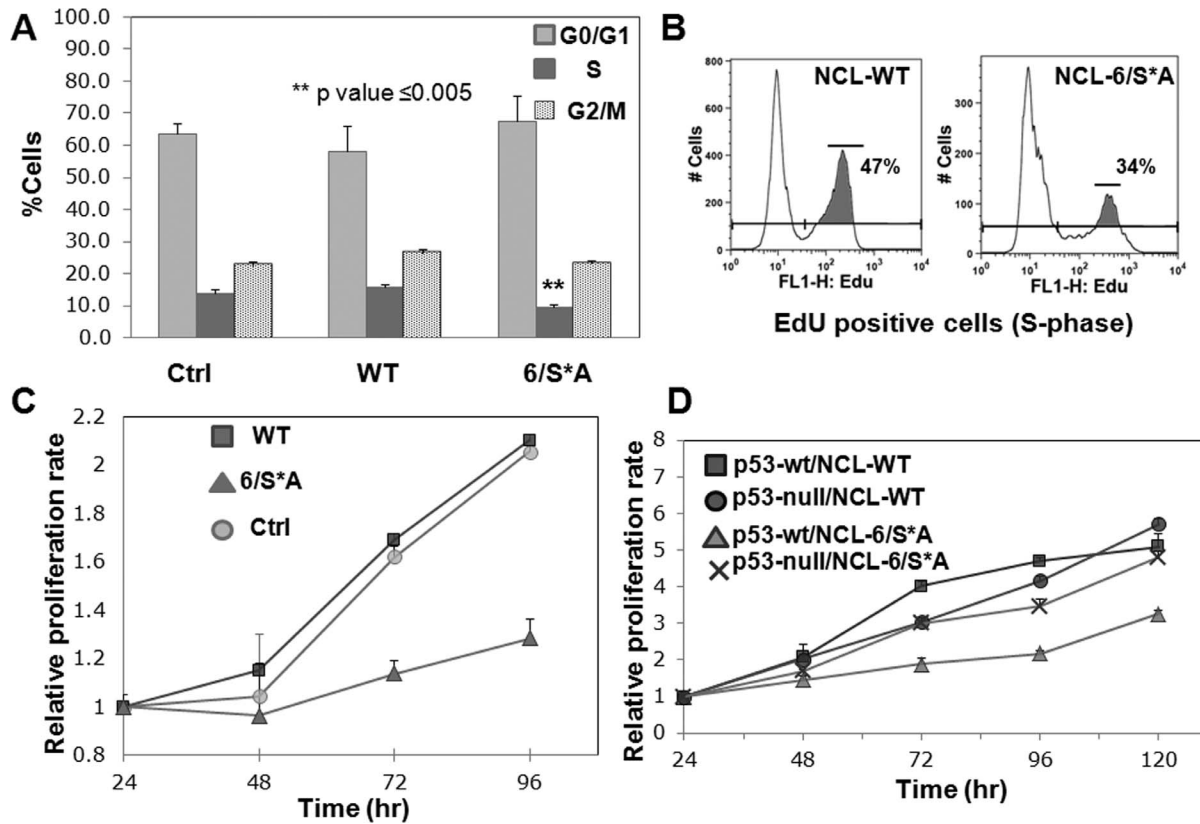 A
100.0
90.0
80.0
70.0
60.0
50.0
40.0
30.0
20.0
10.0
0.0
%Cells
G0/G1
S
G2/M
** p value ≤0.005
**
Ctrl WT 6/S*A
B
NCL-WT
800
600
400
200
0
# Cells
47%
10⁰ 10¹ 10² 10³ 10⁴
FL1-H: Edu
NCL-6/S*A
300
200
100
0
# Cells
34%
10⁰ 10¹ 10² 10³ 10⁴
FL1-H: Edu
EdU positive cells (S-phase)
C
2.2
2
1.8
1.6
1.4
1.2
1
0.8
Relative proliferation rate
WT
6/S*A
Ctrl
24 48 72 96
Time (hr)
D
8
7
6
5
4
3
2
1
0
Relative proliferation rate
p53-wt/NCL-WT
p53-null/NCL-WT
p53-wt/NCL-6/S*A
p53-null/NCL-6/S*A
24 48 72 96 120
Time (hr)